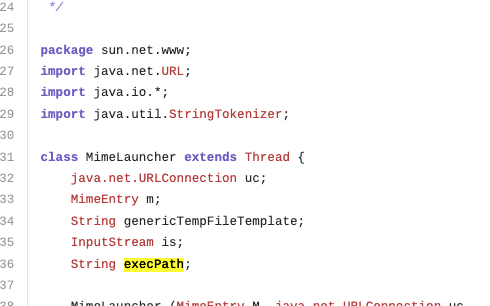 24 */
25
26 package sun.net.www;
27 import java.net.URL;
28 import java.io.*;
29 import java.util.StringTokenizer;
30
31 class MimeLauncher extends Thread {
32 java.net.URLConnection uc;
33 MimeEntry m;
34 String genericTempFileTemplate;
35 InputStream is;
36 String execPath;
37
38 MimeLauncher (MimeEntry M, java.net.URLConnection uc,